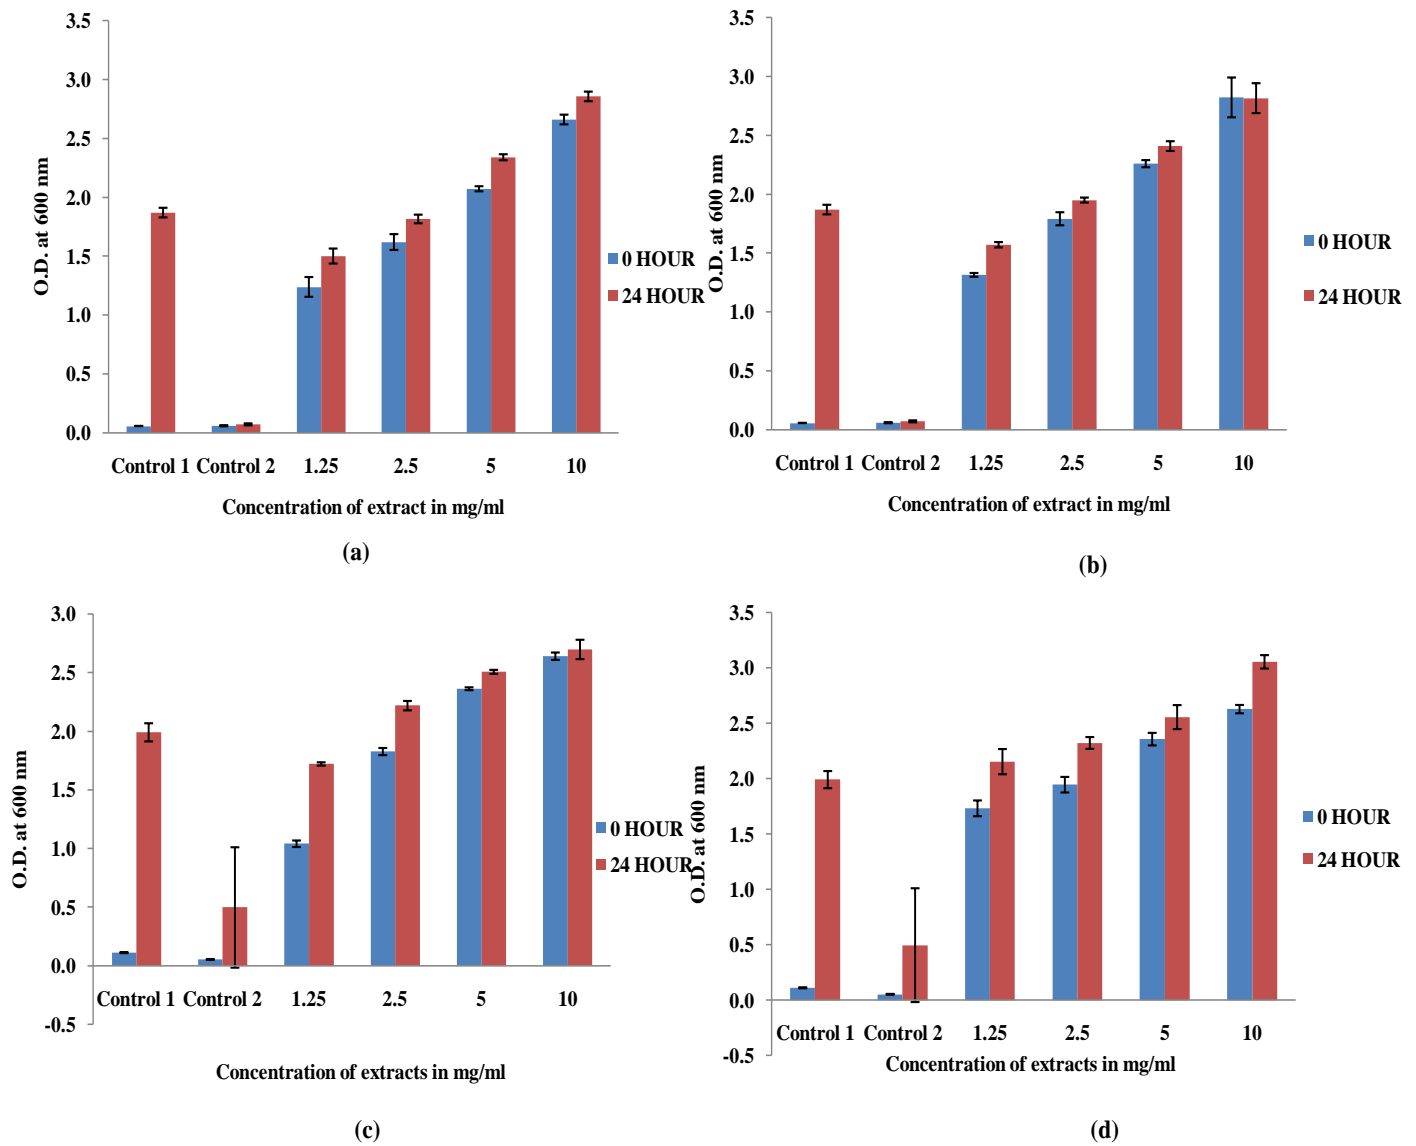 3.5
3.0
2.5
2.0
1.5
1.0
0.5
0.0
O.D. at 600 nm
Control 1 Control 2 1.25 2.5 5 10
Concentration of extract in mg/ml
0 HOUR
24 HOUR
(a)
3.5
3.0
2.5
2.0
1.5
1.0
0.5
0.0
O.D. at 600 nm
Control 1 Control 2 1.25 2.5 5 10
Concentration of extract in mg/ml
0 HOUR
24 HOUR
(b)
3.0
2.5
2.0
1.5
1.0
0.5
0.0
-0.5
O.D. at 600 nm
Control 1 Control 2 1.25 2.5 5 10
Concentration of extracts in mg/ml
0 HOUR
24 HOUR
(c)
3.5
3.0
2.5
2.0
1.5
1.0
0.5
0.0
-0.5
O.D. at 600 nm
Control 1 Control 2 1.25 2.5 5 10
Concentration of extracts in mg/ml
0 HOUR
24 HOUR
(d)